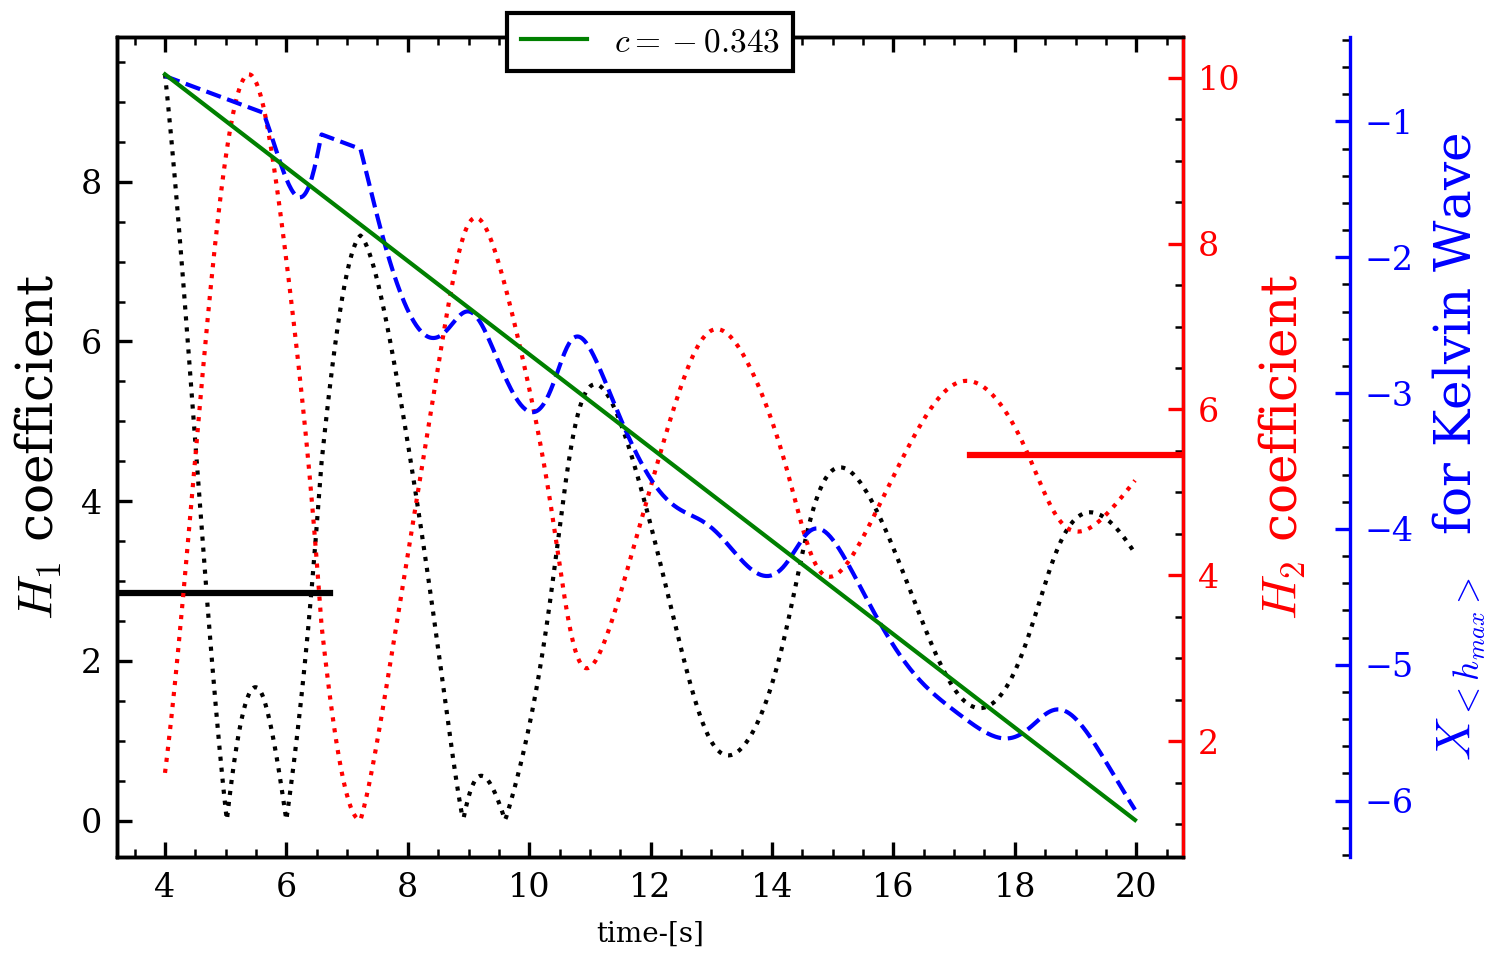 c = −0.343
H₁ coefficient
8
6
4
2
0
4 6 8 10 12 14 16 18 20
time-[s]
10
8
6
4
2
H₂ coefficient
−1
−2
−3
−4
−5
−6
X<hmax> for Kelvin Wave